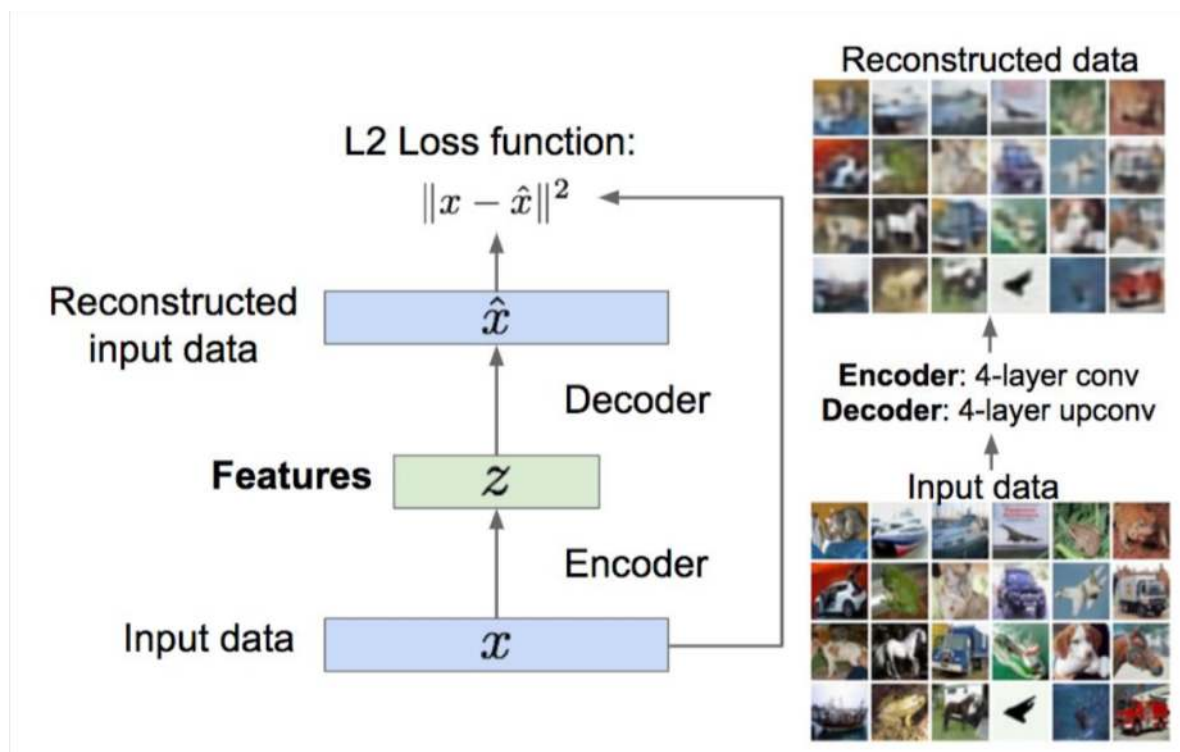 L2 Loss function:
‖x − x̂‖²
Reconstructed
input data
x̂
Decoder
Features
z
Encoder
Input data
x
Reconstructed data
Encoder: 4-layer conv
Decoder: 4-layer upconv
Input data